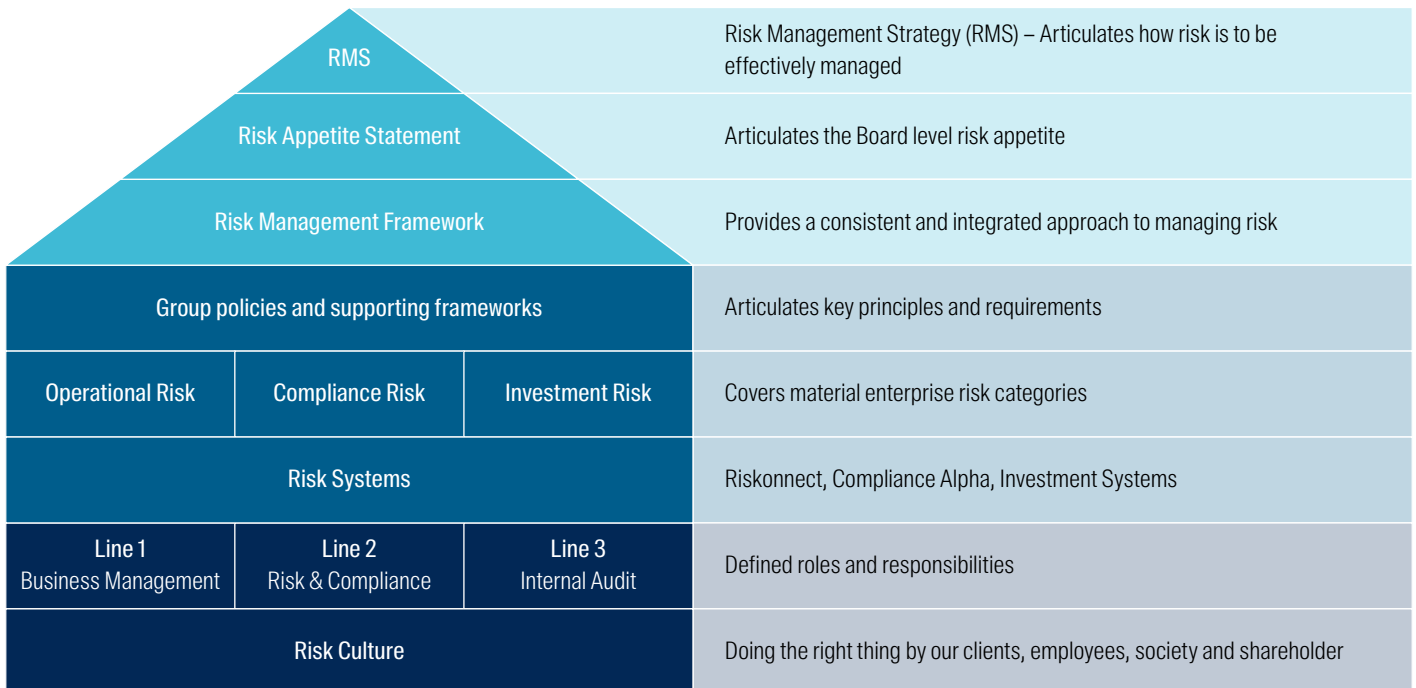 RMS
Risk Management Strategy (RMS) – Articulates how risk is to be
effectively managed
Risk Appetite Statement
Articulates the Board level risk appetite
Risk Management Framework
Provides a consistent and integrated approach to managing risk
Group policies and supporting frameworks
Articulates key principles and requirements
Operational Risk
Compliance Risk
Investment Risk
Covers material enterprise risk categories
Risk Systems
Riskonnect, Compliance Alpha, Investment Systems
Line 1
Business Management
Line 2
Risk & Compliance
Line 3
Internal Audit
Defined roles and responsibilities
Risk Culture
Doing the right thing by our clients, employees, society and shareholder